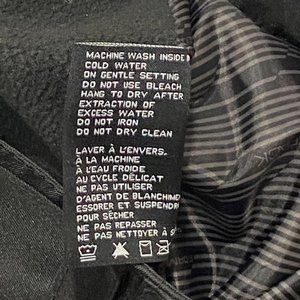 MACHINE WASH INSIDE
COLD WATER
ON GENTLE SETTING
DO NOT USE BLEACH
HANG TO DRY AFTER
EXTRACTION OF
EXCESS WATER
DO NOT IRON
DO NOT DRY CLEAN
LAVER À L'ENVERS,
À LA MACHINE
À L'EAU FROIDE
AU CYCLE DÉLICAT
NE PAS UTILISER
D'AGENT DE BLANCHIME
ESSORER ET SUSPENDR
POUR SÉCHER
NE PAS REPASSER
NE PAS NETTOYER À